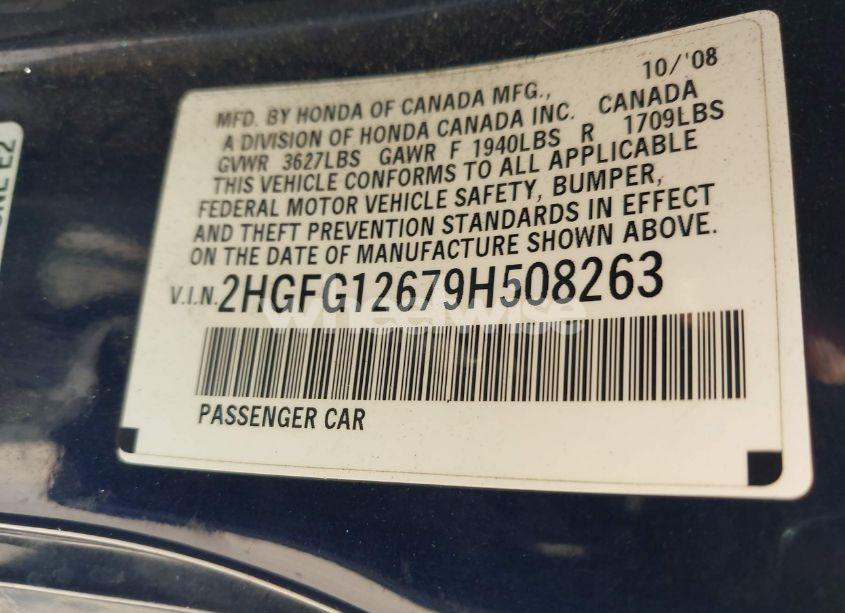 10/'08
MFD. BY HONDA OF CANADA MFG.,
A DIVISION OF HONDA CANADA INC. CANADA
GVWR 3627LBS GAWR F 1940LBS R 1709LBS
THIS VEHICLE CONFORMS TO ALL APPLICABLE
FEDERAL MOTOR VEHICLE SAFETY, BUMPER,
AND THEFT PREVENTION STANDARDS IN EFFECT
ON THE DATE OF MANUFACTURE SHOWN ABOVE.
V.I.N. 2HGFG12679H508263
wheelwise
PASSENGER CAR
E2